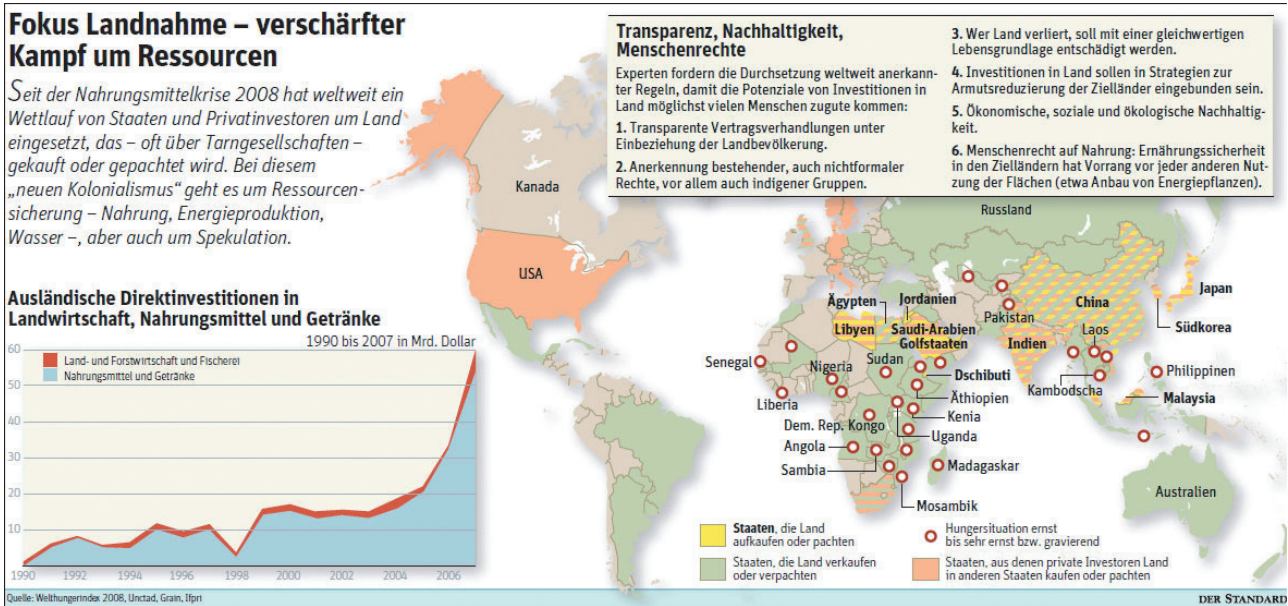 Fokus Landnahme – verschärfter
Kampf um Ressourcen
Seit der Nahrungsmittelkrise 2008 hat weltweit ein
Wettlauf von Staaten und Privatinvestoren um Land
eingesetzt, das – oft über Tarngesellschaften –
gekauft oder gepachtet wird. Bei diesem
„neuen Kolonialismus“ geht es um Ressourcen-
sicherung – Nahrung, Energieproduktion,
Wasser –, aber auch um Spekulation.
Transparenz, Nachhaltigkeit,
Menschenrechte
Experten fordern die Durchsetzung weltweit anerkann-
ter Regeln, damit die Potenziale von Investitionen in
Land möglichst vielen Menschen zugute kommen:
1. Transparente Vertragsverhandlungen unter
Einbeziehung der Landbevölkerung.
2. Anerkennung bestehender, auch nichtformaler
Rechte, vor allem auch indigener Gruppen.
3. Wer Land verliert, soll mit einer gleichwertigen
Lebensgrundlage entschädigt werden.
4. Investitionen in Land sollen in Strategien zur
Armutsreduzierung der Zielländer eingebunden sein.
5. Ökonomische, soziale und ökologische Nachhaltig-
keit.
6. Menschenrecht auf Nahrung: Ernährungssicherheit
in den Zielländern hat Vorrang vor jeder anderen Nut-
zung der Flächen (etwa Anbau von Energiepflanzen).
Ausländische Direktinvestitionen in
Landwirtschaft, Nahrungsmittel und Getränke
1990 bis 2007 in Mrd. Dollar
Land- und Forstwirtschaft und Fischerei
Nahrungsmittel und Getränke
60
50
40
30
20
10
1990 1992 1994 1996 1998 2000 2002 2004 2006
Kanada
USA
Russland
Ägypten
Jordanien
Libyen
Saudi-Arabien
Golfstaaten
China
Japan
Südkorea
Pakistan
Indien
Laos
Senegal
Nigeria
Sudan
Dschibuti
Kambodscha
Philippinen
Malaysia
Liberia
Äthiopien
Kenia
Dem. Rep. Kongo
Uganda
Angola
Sambia
Madagaskar
Mosambik
Australien
Staaten, die Land
aufkaufen oder pachten
Staaten, die Land verkaufen
oder verpachten
Hungersituation ernst
bis sehr ernst bzw. gravierend
Staaten, aus denen private Investoren Land
in anderen Staaten kaufen oder pachten
Quelle: Welthungerindex 2008, Unctad, Grain, Ifpri
DER STANDARD